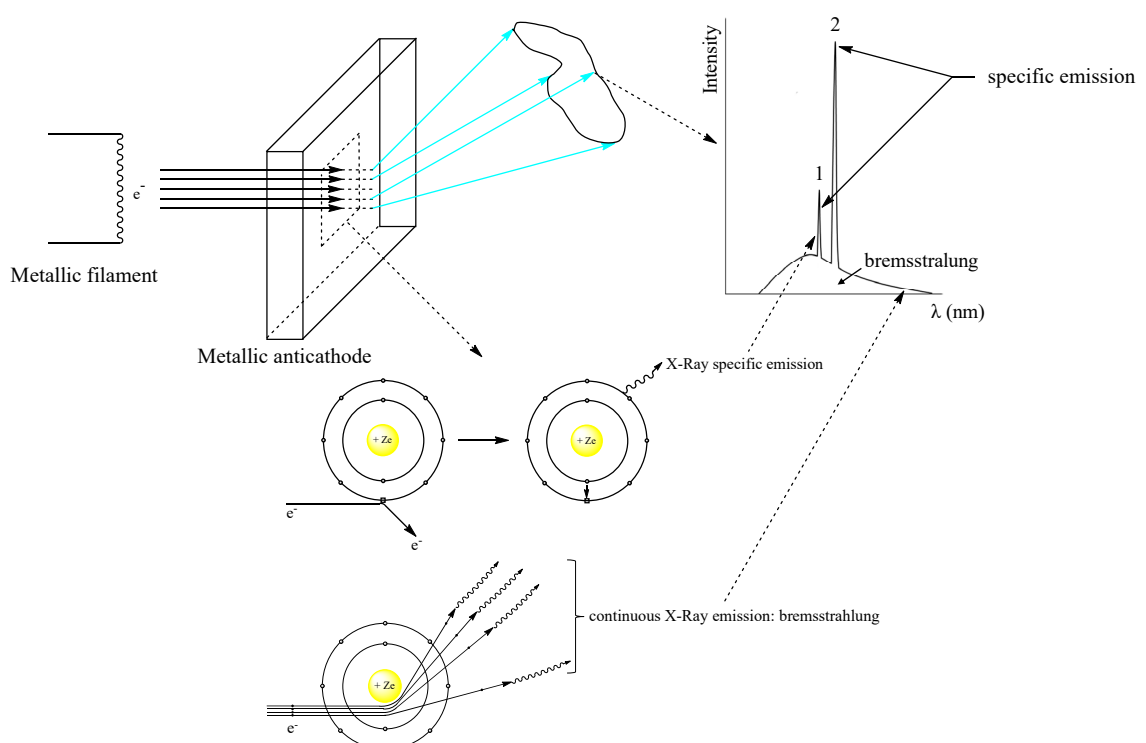 2
Intensity
specific emission
1
e-
bremsstralung
Metallic filament
λ (nm)
Metallic anticathode
X-Ray specific emission
+ Ze
+ Ze
e-
e-
continuous X-Ray emission: bremsstrahlung
+ Ze
e-